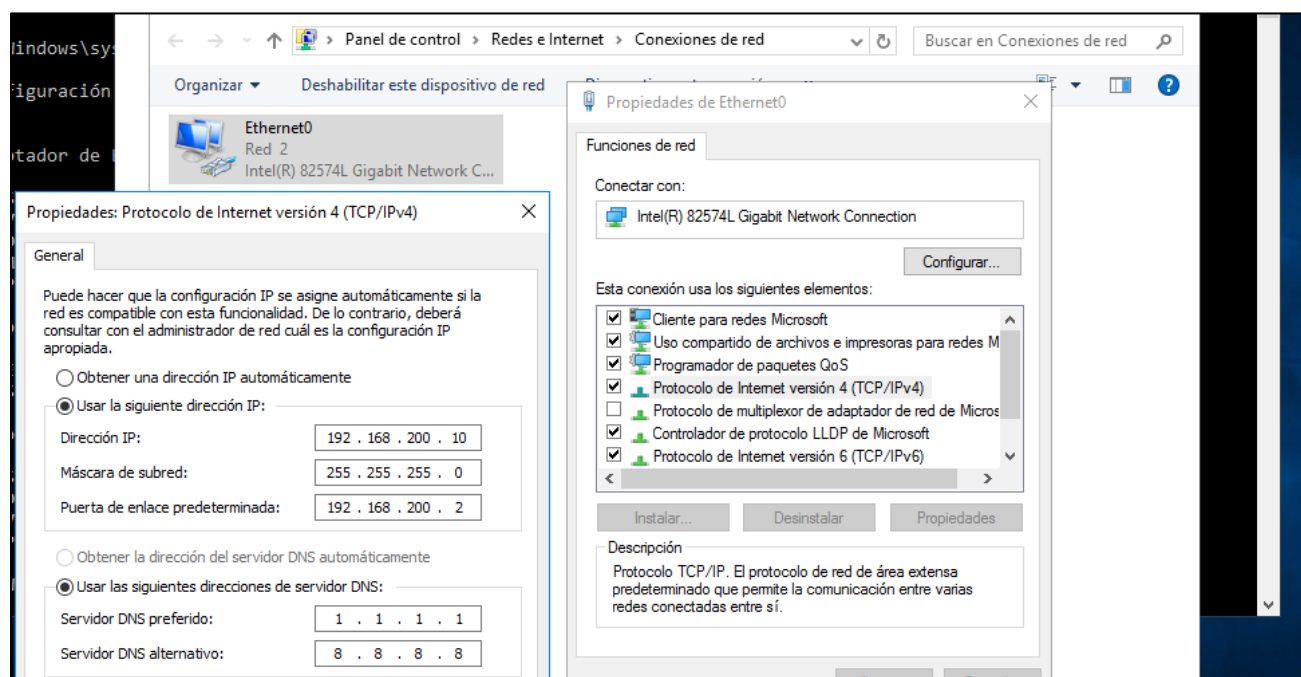 Windows\sys
figuración
tador de
Panel de control > Redes e Internet > Conexiones de red
Buscar en Conexiones de red
Organizar
Deshabilitar este dispositivo de red
Ethernet0
Red 2
Intel(R) 82574L Gigabit Network C...
Propiedades: Protocolo de Internet versión 4 (TCP/IPv4)
General
Puede hacer que la configuración IP se asigne automáticamente si la
red es compatible con esta funcionalidad. De lo contrario, deberá
consultar con el administrador de red cuál es la configuración IP
apropiada.
Obtener una dirección IP automáticamente
Usar la siguiente dirección IP:
Dirección IP: 192 . 168 . 200 . 10
Máscara de subred: 255 . 255 . 255 . 0
Puerta de enlace predeterminada: 192 . 168 . 200 . 2
Obtener la dirección del servidor DNS automáticamente
Usar las siguientes direcciones de servidor DNS:
Servidor DNS preferido: 1 . 1 . 1 . 1
Servidor DNS alternativo: 8 . 8 . 8 . 8
Propiedades de Ethernet0
Funciones de red
Conectar con:
Intel(R) 82574L Gigabit Network Connection
Configurar...
Esta conexión usa los siguientes elementos:
Cliente para redes Microsoft
Uso compartido de archivos e impresoras para redes M
Programador de paquetes QoS
Protocolo de Internet versión 4 (TCP/IPv4)
Protocolo de multiplexor de adaptador de red de Micros
Controlador de protocolo LLDP de Microsoft
Protocolo de Internet versión 6 (TCP/IPv6)
Instalar...
Desinstalar
Propiedades
Descripción
Protocolo TCP/IP. El protocolo de red de área extensa
predeterminado que permite la comunicación entre varias
redes conectadas entre sí.